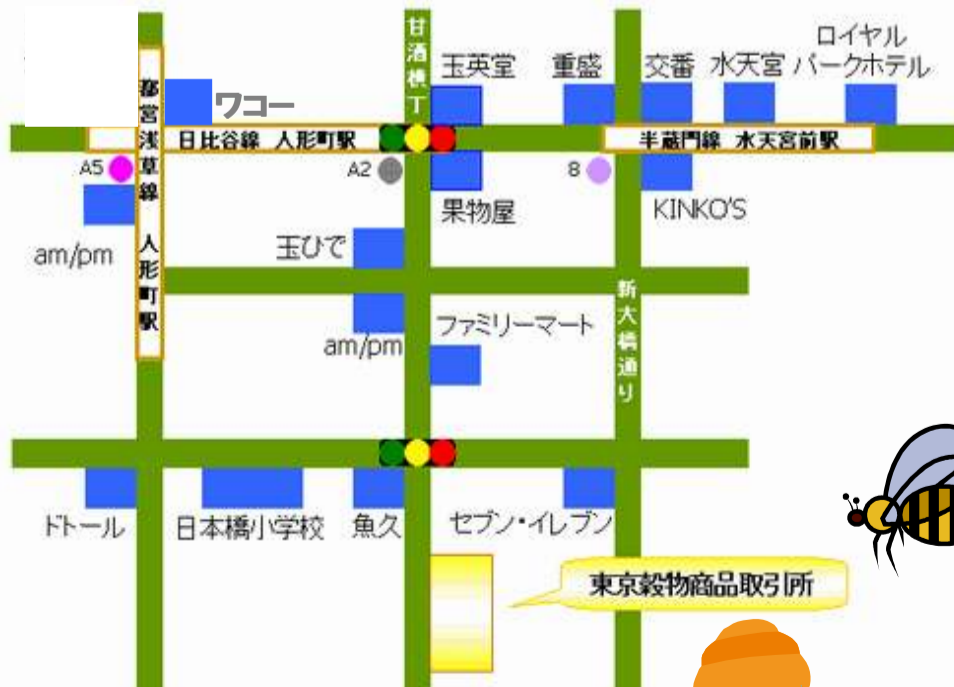 甘酒横丁
ロイヤル
玉英堂
重盛
交番
水天宮
パークホテル
ワコー
都営浅草線 人形町駅
日比谷線 人形町駅
半蔵門線 水天宮前駅
A5
A2
8
果物屋
KINKO'S
am/pm
玉ひで
新大橋通り
ファミリーマート
am/pm
ドトール
日本橋小学校
魚久
セブン・イレブン
東京穀物商品取引所